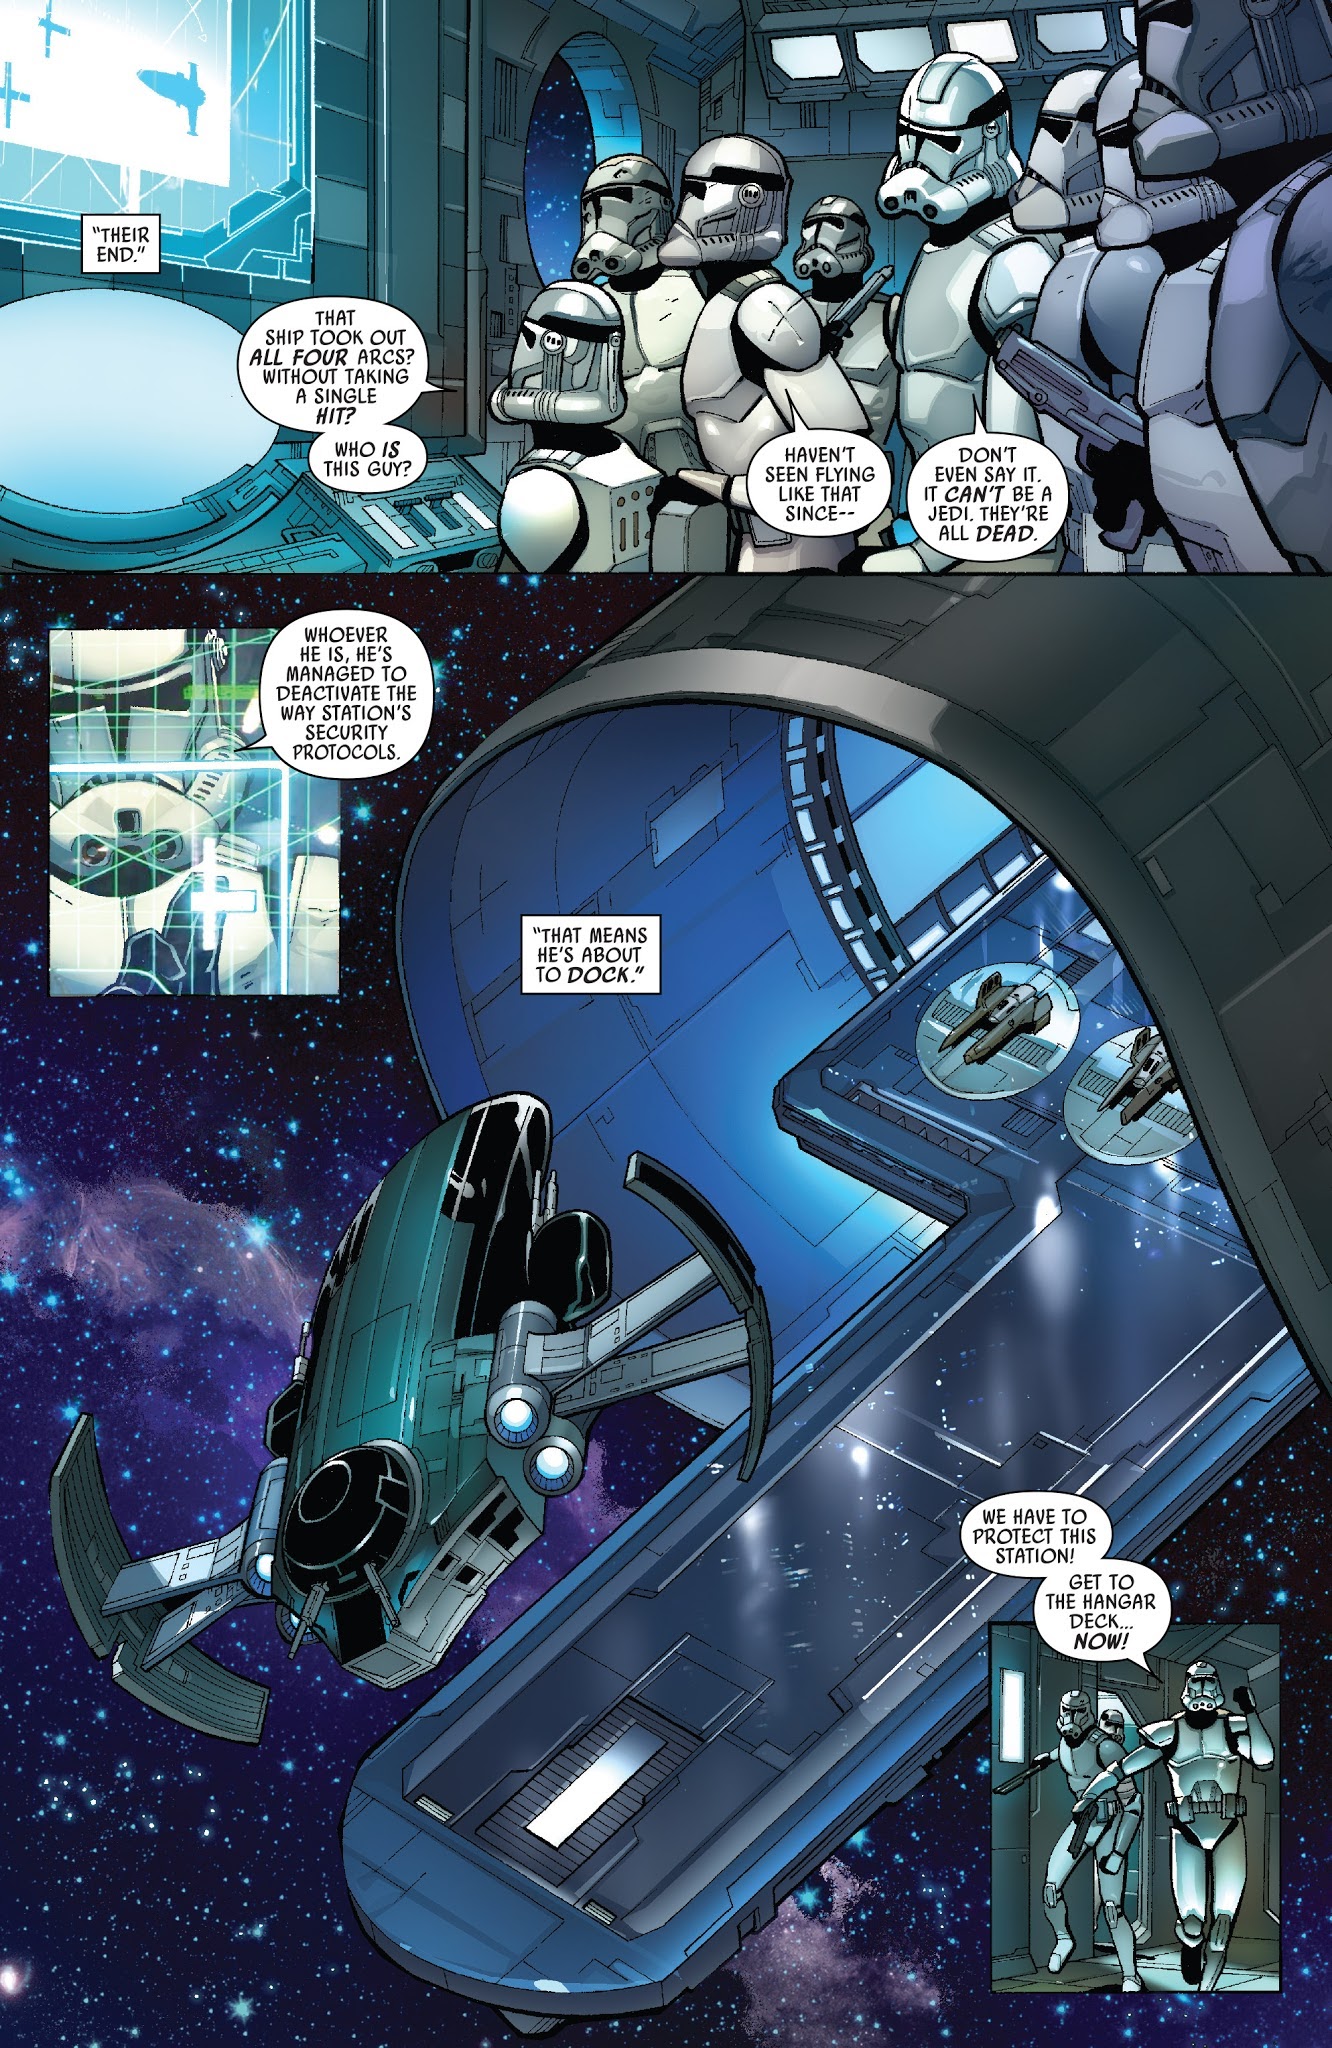 "THEIR
END."
THAT
SHIP TOOK OUT
ALL FOUR ARCS?
WITHOUT TAKING
A SINGLE
HIT?
WHO IS
THIS GUY?
HAVEN'T
SEEN FLYING
LIKE THAT
SINCE--
DON'T
EVEN SAY IT.
IT CAN'T BE A
JEDI. THEY'RE
ALL DEAD.
WHOEVER
HE IS, HE'S
MANAGED TO
DEACTIVATE THE
WAY STATION'S
SECURITY
PROTOCOLS.
"THAT MEANS
HE'S ABOUT
TO DOCK."
WE HAVE TO
PROTECT THIS
STATION!
GET TO
THE HANGAR
DECK...
NOW!